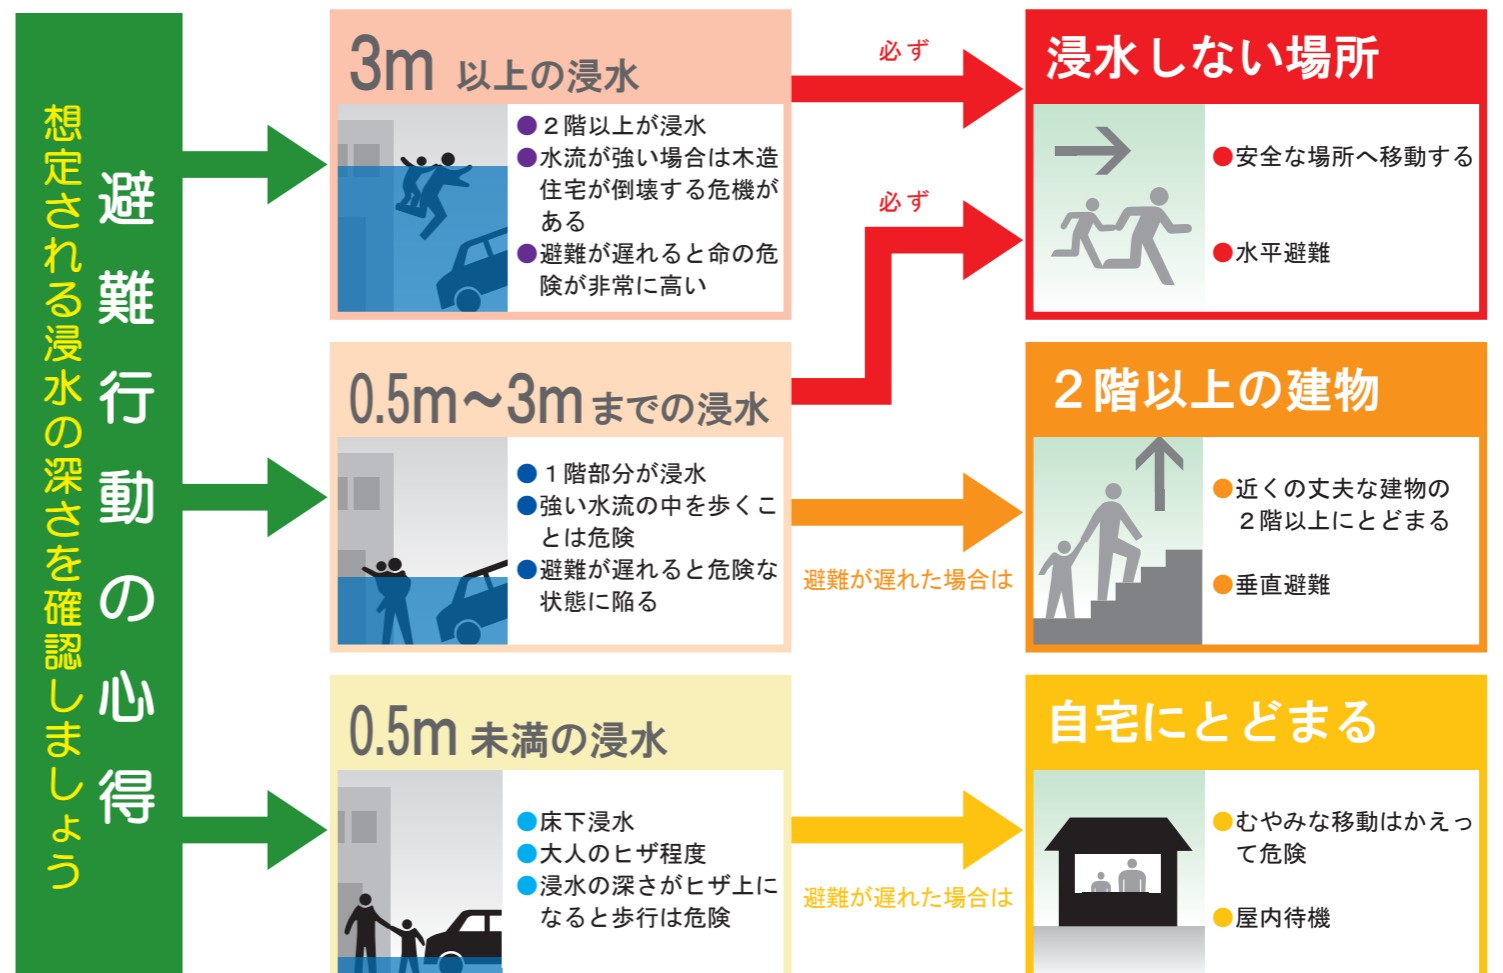 避難行動の心得
想定される浸水の深さを確認しましょう
3m 以上の浸水
●２階以上が浸水
●水流が強い場合は木造
住宅が倒壊する危機が
ある
●避難が遅れると命の危
険が非常に高い
必ず
浸水しない場所
●安全な場所へ移動する
●水平避難
0.5m～3mまでの浸水
●１階部分が浸水
●強い水流の中を歩くこ
とは危険
●避難が遅れると危険な
状態に陥る
必ず
避難が遅れた場合は
２階以上の建物
●近くの丈夫な建物の
２階以上にとどまる
●垂直避難
0.5m 未満の浸水
●床下浸水
●大人のヒザ程度
●浸水の深さがヒザ上に
なると歩行は危険
避難が遅れた場合は
自宅にとどまる
●むやみな移動はかえっ
て危険
●屋内待機